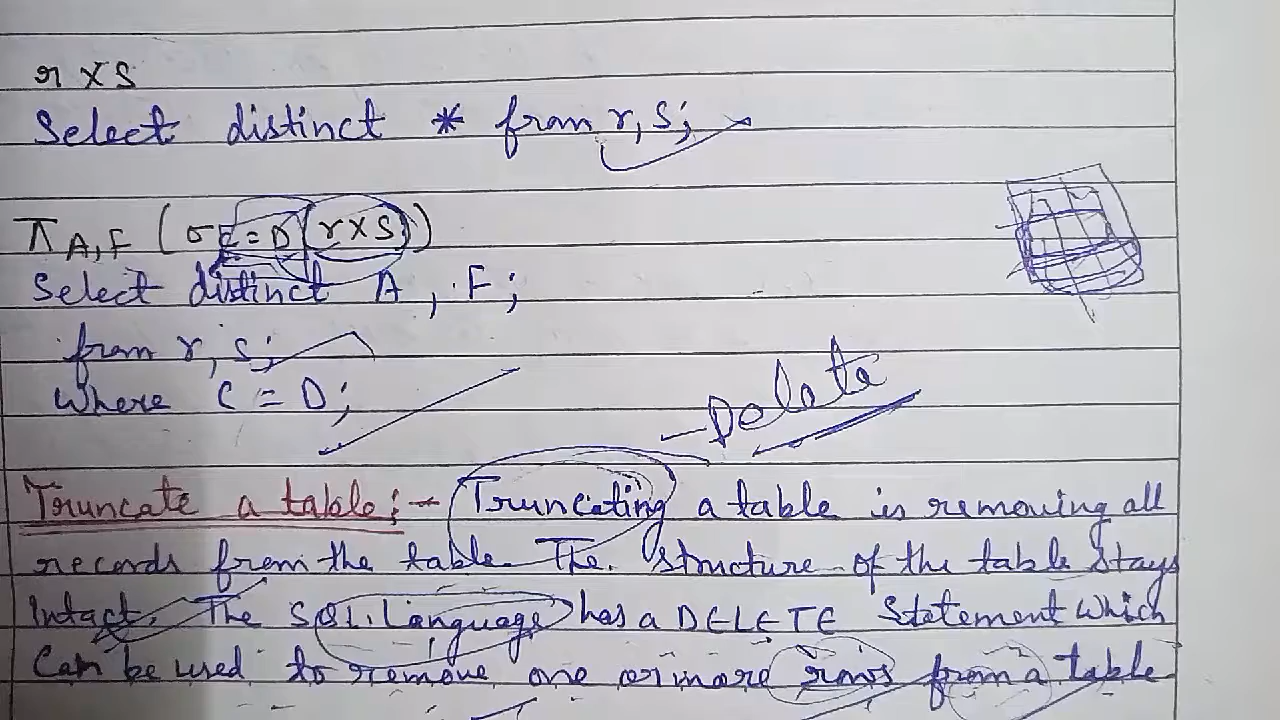 r X S
Select distinct * from r, s;
π A,F (σ C=D (r X S))
Select distinct A, F;
from r, s;
Where C = D;
Delete
Truncate a table:- Truncating a table is removing all
records from the table. The structure of the table stays
Intact. The SQL Language has a DELETE Statement which
Can be used to remove one or more rows from a table